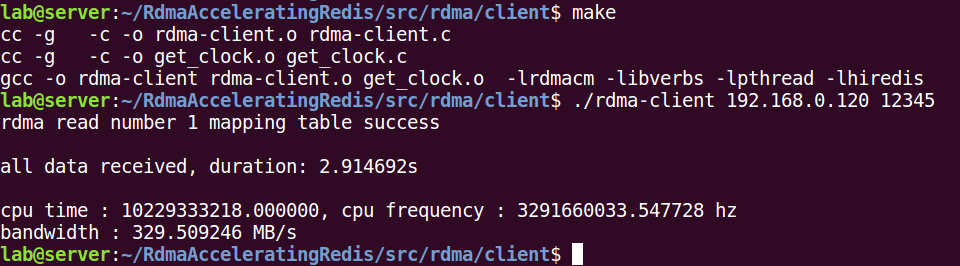 lab@server:~/RdmaAcceleratingRedis/src/rdma/client$ make
cc -g   -c -o rdma-client.o rdma-client.c
cc -g   -c -o get_clock.o get_clock.c
gcc -o rdma-client rdma-client.o get_clock.o  -lrdmacm -libverbs -lpthread -lhiredis
lab@server:~/RdmaAcceleratingRedis/src/rdma/client$ ./rdma-client 192.168.0.120 12345
rdma read number 1 mapping table success
all data received, duration: 2.914692s
cpu time : 10229333218.000000, cpu frequency : 3291660033.547728 hz
bandwidth : 329.509246 MB/s
lab@server:~/RdmaAcceleratingRedis/src/rdma/client$